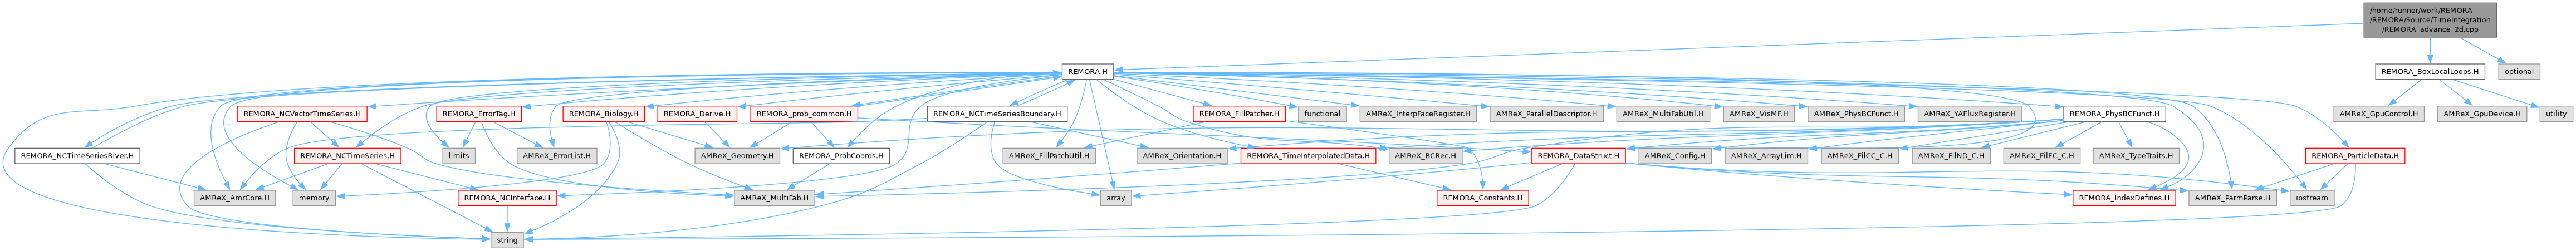 /home/runner/work/REMORA
/REMORA/Source/TimeIntegration
/REMORA_advance_2d.cpp
REMORA.H
REMORA_BoxLocalLoops.H
optional
REMORA_NCVectorTimeSeries.H
REMORA_ErrorTag.H
REMORA_Biology.H
REMORA_Derive.H
REMORA_prob_common.H
REMORA_NCTimeSeriesBoundary.H
REMORA_FillPatcher.H
functional
AMReX_InterpFaceRegister.H
AMReX_ParallelDescriptor.H
AMReX_MultiFabUtil.H
AMReX_VisMF.H
AMReX_PhysBCFunct.H
AMReX_YAFluxRegister.H
REMORA_PhysBCFunct.H
AMReX_GpuControl.H
AMReX_GpuDevice.H
utility
REMORA_NCTimeSeriesRiver.H
REMORA_NCTimeSeries.H
limits
AMReX_ErrorList.H
AMReX_Geometry.H
REMORA_ProbCoords.H
AMReX_FillPatchUtil.H
AMReX_Orientation.H
REMORA_TimeInterpolatedData.H
AMReX_BCRec.H
REMORA_DataStruct.H
AMReX_Config.H
AMReX_ArrayLim.H
AMReX_FilCC_C.H
AMReX_FilND_C.H
AMReX_FilFC_C.H
AMReX_TypeTraits.H
REMORA_ParticleData.H
AMReX_AmrCore.H
memory
REMORA_NCInterface.H
AMReX_MultiFab.H
array
REMORA_Constants.H
REMORA_IndexDefines.H
AMReX_ParmParse.H
iostream
string